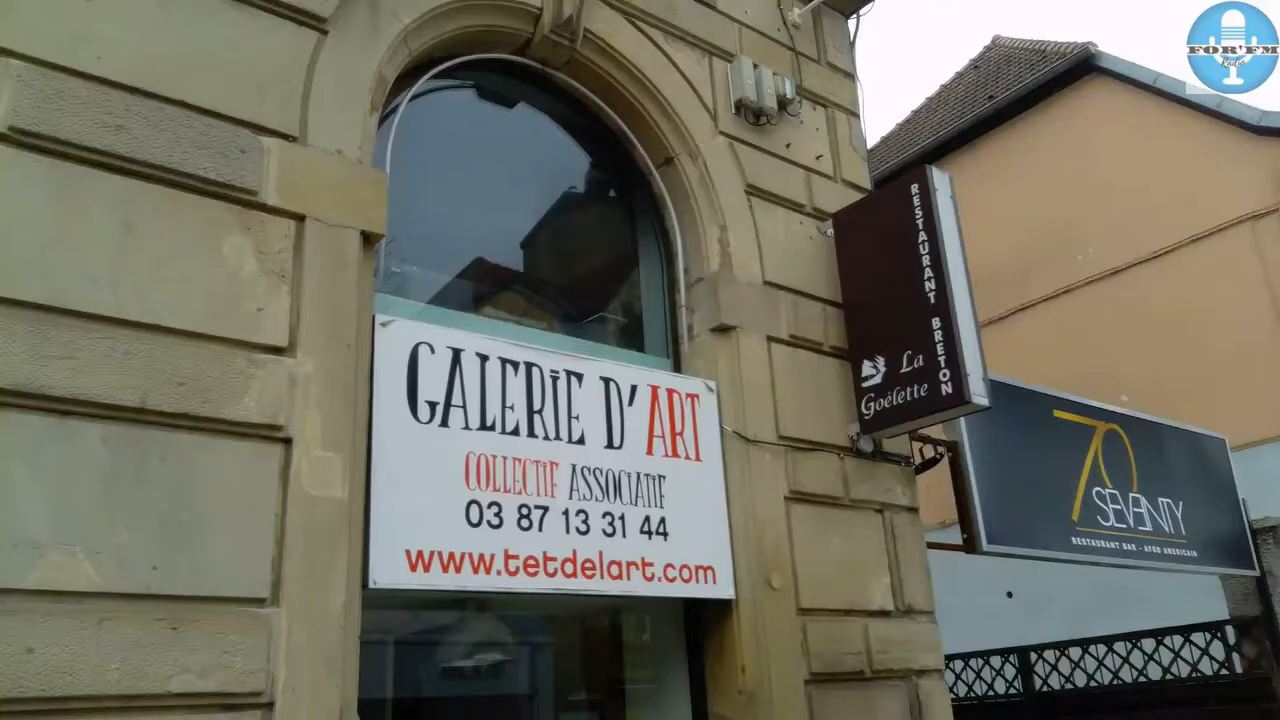 FOR'FM
Radio
RESTAURANT BRETON
La
Goélette
GALERIE D'ART
COLLECTIF ASSOCIATIF
03 87 13 31 44
www.tetdelart.com
70
SEVENTY
RESTAURANT BAR - AFRO AMERICAIN